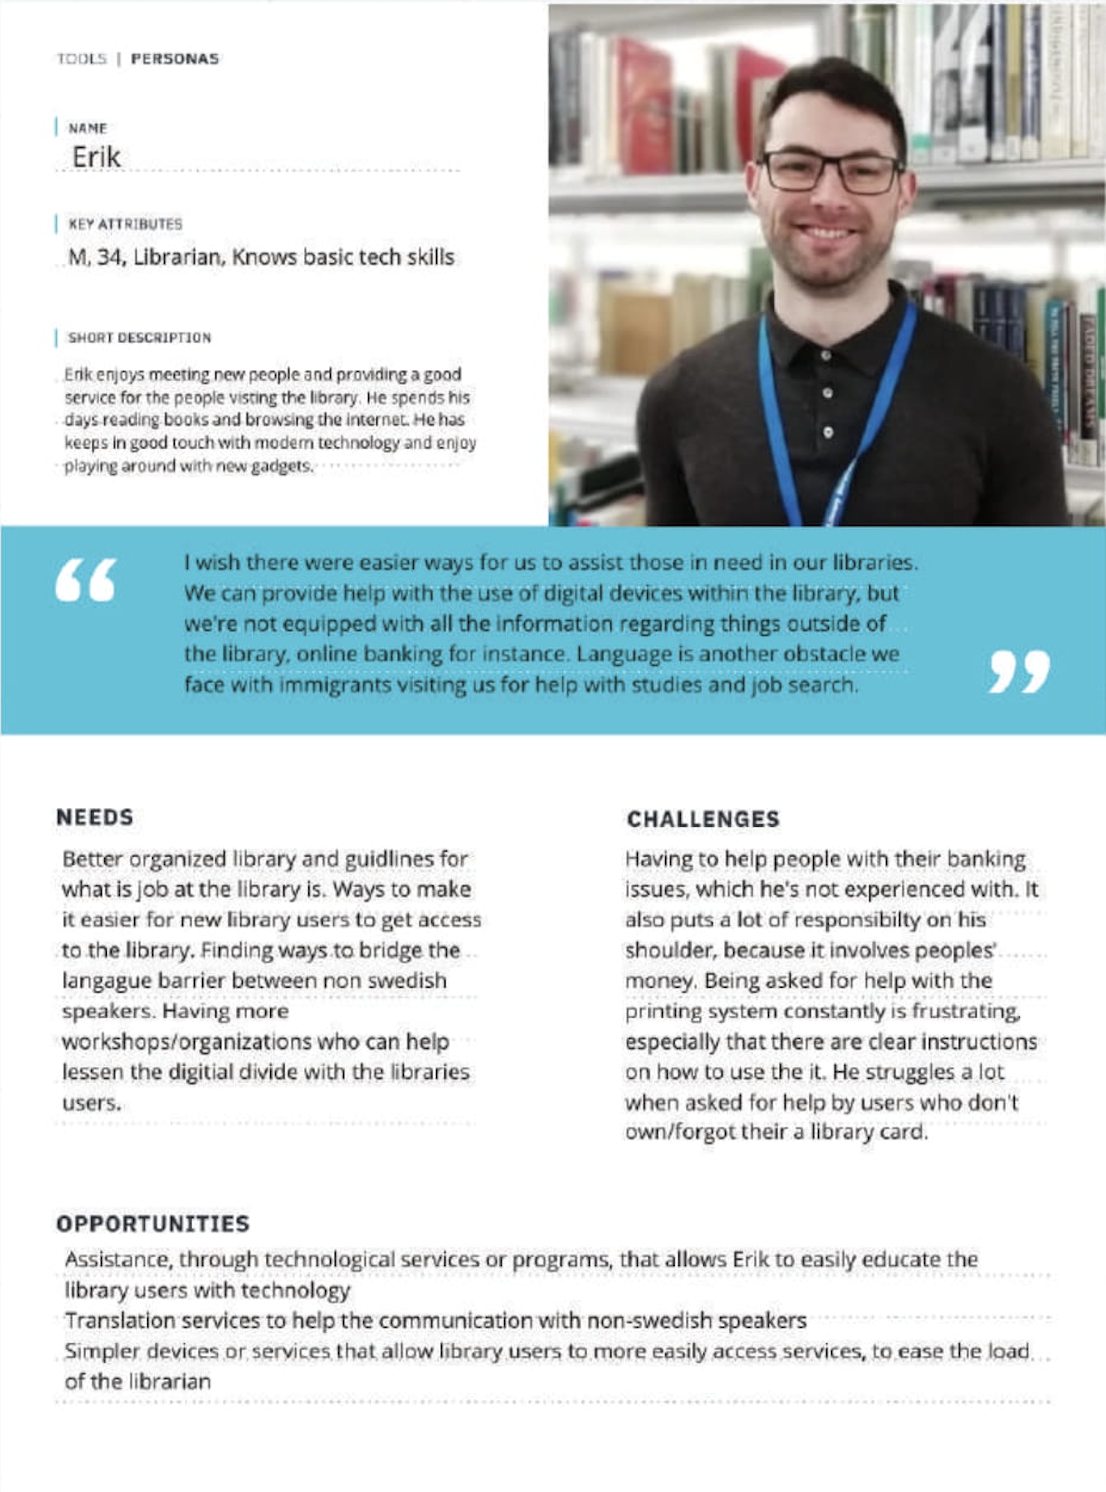 TOOLS | PERSONAS
NAME
Erik
KEY ATTRIBUTES
M, 34, Librarian, Knows basic tech skills
SHORT DESCRIPTION
Erik enjoys meeting new people and providing a good
service for the people visting the library. He spends his
days reading books and browsing the internet. He has
keeps in good touch with modern technology and enjoy
playing around with new gadgets.
“
I wish there were easier ways for us to assist those in need in our libraries.
We can provide help with the use of digital devices within the library, but
we're not equipped with all the information regarding things outside of
the library, online banking for instance. Language is another obstacle we
face with immigrants visiting us for help with studies and job search.
”
NEEDS
Better organized library and guidlines for
what is job at the library is. Ways to make
it easier for new library users to get access
to the library. Finding ways to bridge the
langague barrier between non swedish
speakers. Having more
workshops/organizations who can help
lessen the digitial divide with the libraries
users.
CHALLENGES
Having to help people with their banking
issues, which he's not experienced with. It
also puts a lot of responsibilty on his
shoulder, because it involves peoples'
money. Being asked for help with the
printing system constantly is frustrating,
especially that there are clear instructions
on how to use the it. He struggles a lot
when asked for help by users who don't
own/forgot their a library card.
OPPORTUNITIES
Assistance, through technological services or programs, that allows Erik to easily educate the
library users with technology
Translation services to help the communication with non-swedish speakers
Simpler devices or services that allow library users to more easily access services, to ease the load
of the librarian